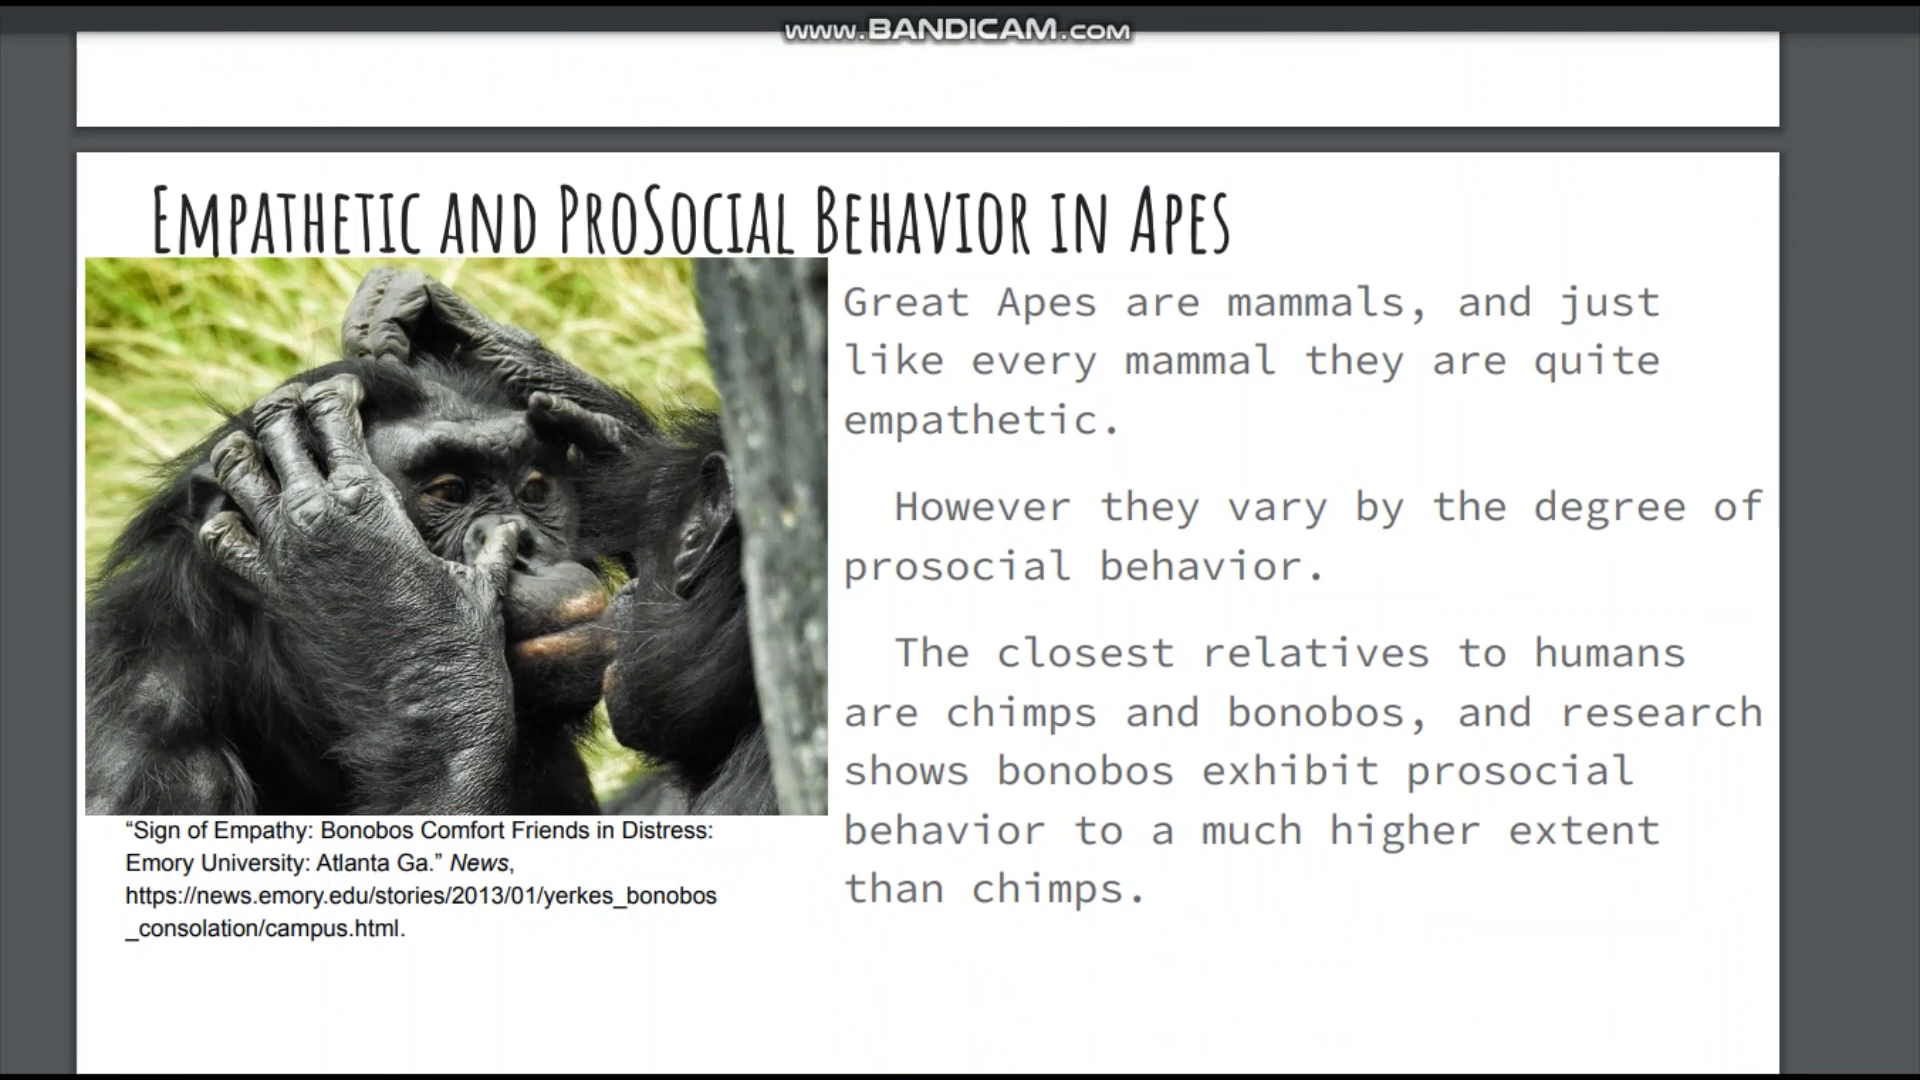 www.BANDICAM.com
Empathetic and ProSocial Behavior in Apes
Great Apes are mammals, and just
like every mammal they are quite
empathetic.
However they vary by the degree of
prosocial behavior.
The closest relatives to humans
are chimps and bonobos, and research
shows bonobos exhibit prosocial
behavior to a much higher extent
than chimps.
“Sign of Empathy: Bonobos Comfort Friends in Distress:
Emory University: Atlanta Ga.” News,
https://news.emory.edu/stories/2013/01/yerkes_bonobos
_consolation/campus.html.